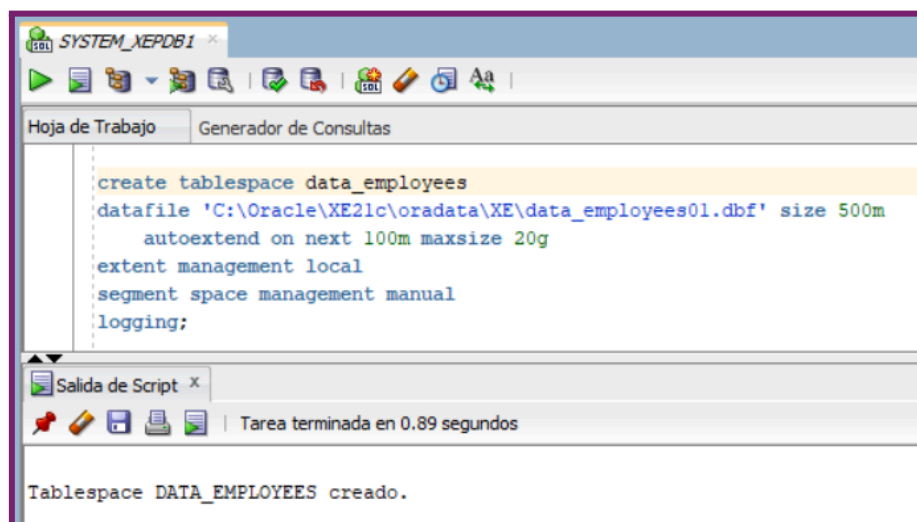 SYSTEM_XEPDB1
Hoja de Trabajo Generador de Consultas
create tablespace data_employees
datafile 'C:\Oracle\XE21c\oradata\XE\data_employees01.dbf' size 500m
autoextend on next 100m maxsize 20g
extent management local
segment space management manual
logging;
Salida de Script x
Tarea terminada en 0.89 segundos
Tablespace DATA_EMPLOYEES creado.